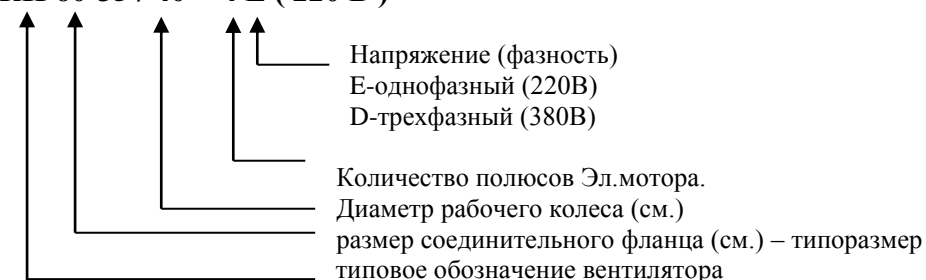 Напряжение (фазность)
Е-однофазный (220В)
D-трехфазный (380В)
Количество полюсов Эл.мотора.
Диаметр рабочего колеса (см.)
размер соединительного фланца (см.) – типоразмер
типовое обозначение вентилятора